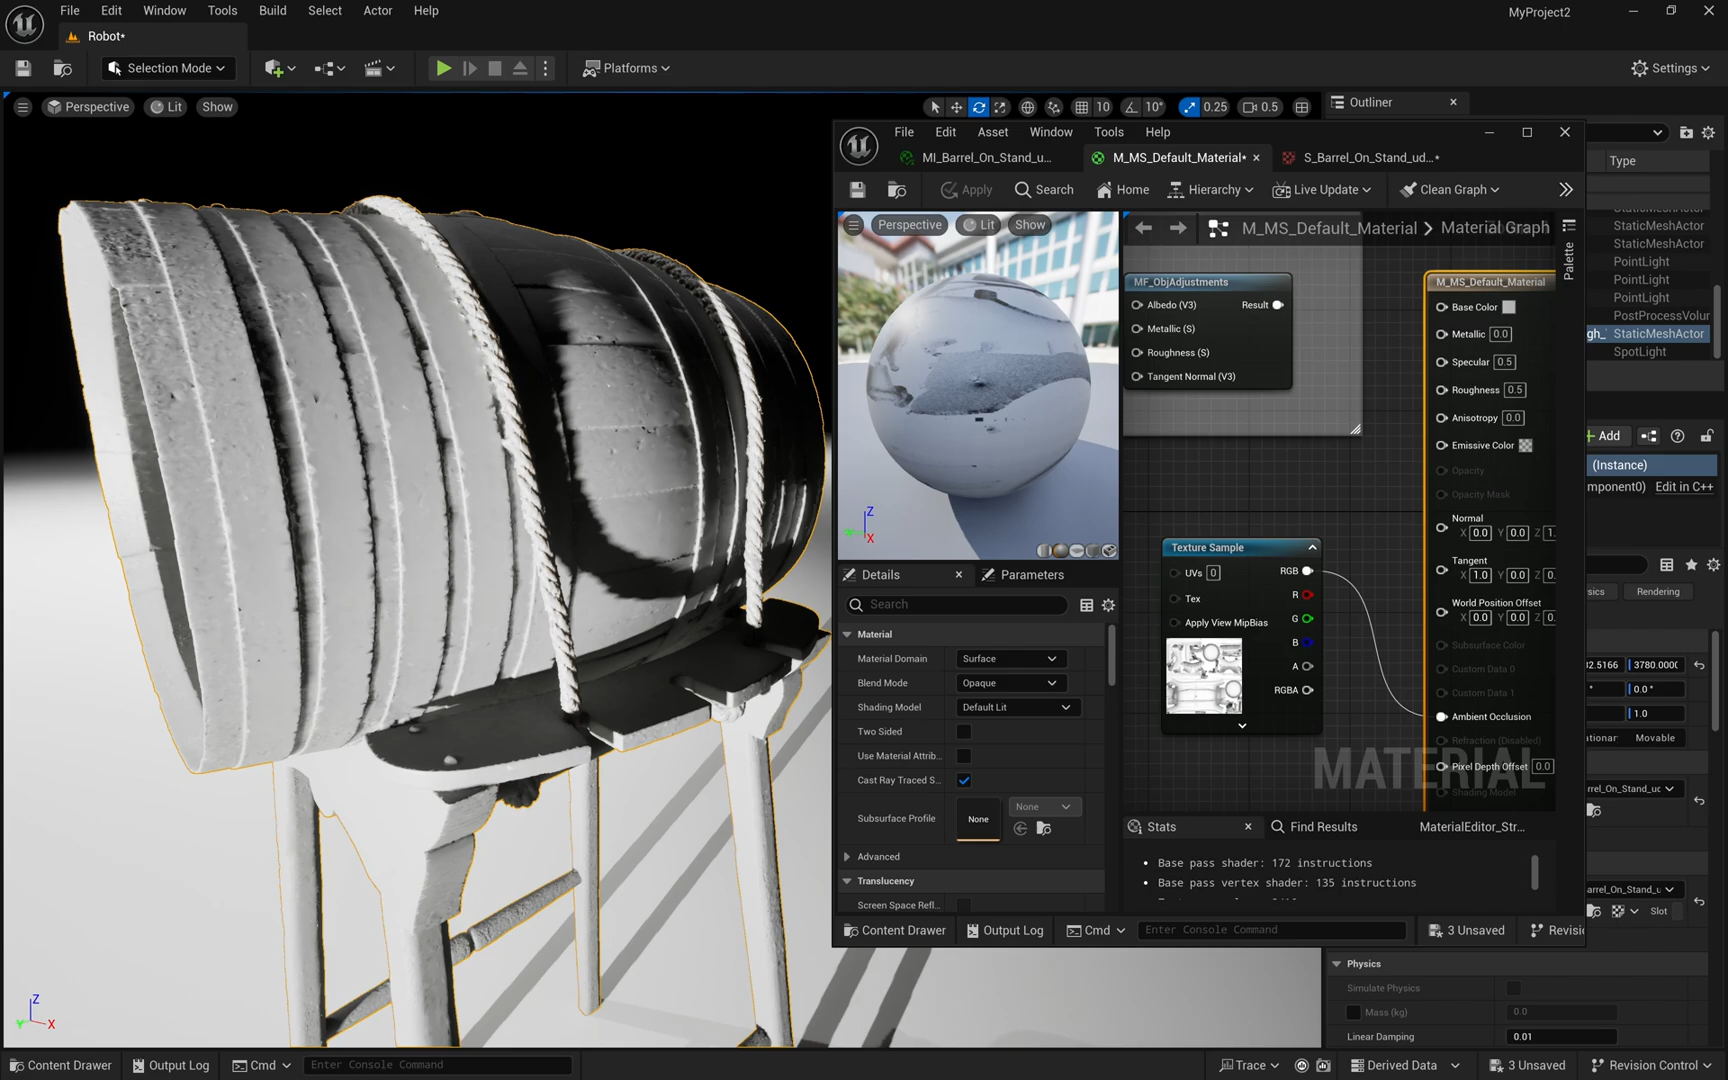 File Edit Window Tools Build Select Actor Help
MyProject2
Robot*
Selection Mode
Platforms
Settings
Perspective Lit Show
10 10° 0.25 0.5
Outliner
File Edit Asset Window Tools Help
MI_Barrel_On_Stand_u...
M_MS_Default_Material*
S_Barrel_On_Stand_ud...*
Type
Apply Search Home Hierarchy Live Update Clean Graph
StaticMeshActor
StaticMeshActor
StaticMeshActor
PointLight
PointLight
PointLight
PostProcessVolur
gh_ StaticMeshActor
SpotLight
Perspective Lit Show
M_MS_Default_Material > Material Graph
Palette
MF_ObjAdjustments
Albedo (V3) Result
Metallic (S)
Roughness (S)
Tangent Normal (V3)
M_MS_Default_Material
Base Color
Metallic 0.0
Specular 0.5
Roughness 0.5
Anisotropy 0.0
Emissive Color
Opacity
Opacity Mask
Normal
X 0.0 Y 0.0 Z 1.
Tangent
X 1.0 Y 0.0 Z 0.
World Position Offset
X 0.0 Y 0.0 Z 0.
Subsurface Color
Custom Data 0
Custom Data 1
Ambient Occlusion
Refraction (Disabled)
Pixel Depth Offset 0.0
Shading Model
MATERIAL
Texture Sample
UVs 0 RGB
Tex R
Apply View MipBias G
B
A
RGBA
Z
X
Details Parameters
Search
Material
Material Domain Surface
Blend Mode Opaque
Shading Model Default Lit
Two Sided
Use Material Attrib...
Cast Ray Traced S...
Subsurface Profile None None
Advanced
Translucency
Screen Space Refl...
Stats Find Results MaterialEditor_Str...
• Base pass shader: 172 instructions
• Base pass vertex shader: 135 instructions
Content Drawer Output Log Cmd Enter Console Command 3 Unsaved Revisi
Add
(Instance)
mponent0) Edit in C++
sics Rendering
32.5166 3780.000
° 0.0 °
1.0
ationar Movable
rrel_On_Stand_uc
arrel_On_Stand_u
Slot
Physics
Simulate Physics
Mass (kg) 0.0
Linear Damping 0.01
Z
Y X
Content Drawer Output Log Cmd Enter Console Command Trace Derived Data 3 Unsaved Revision Control